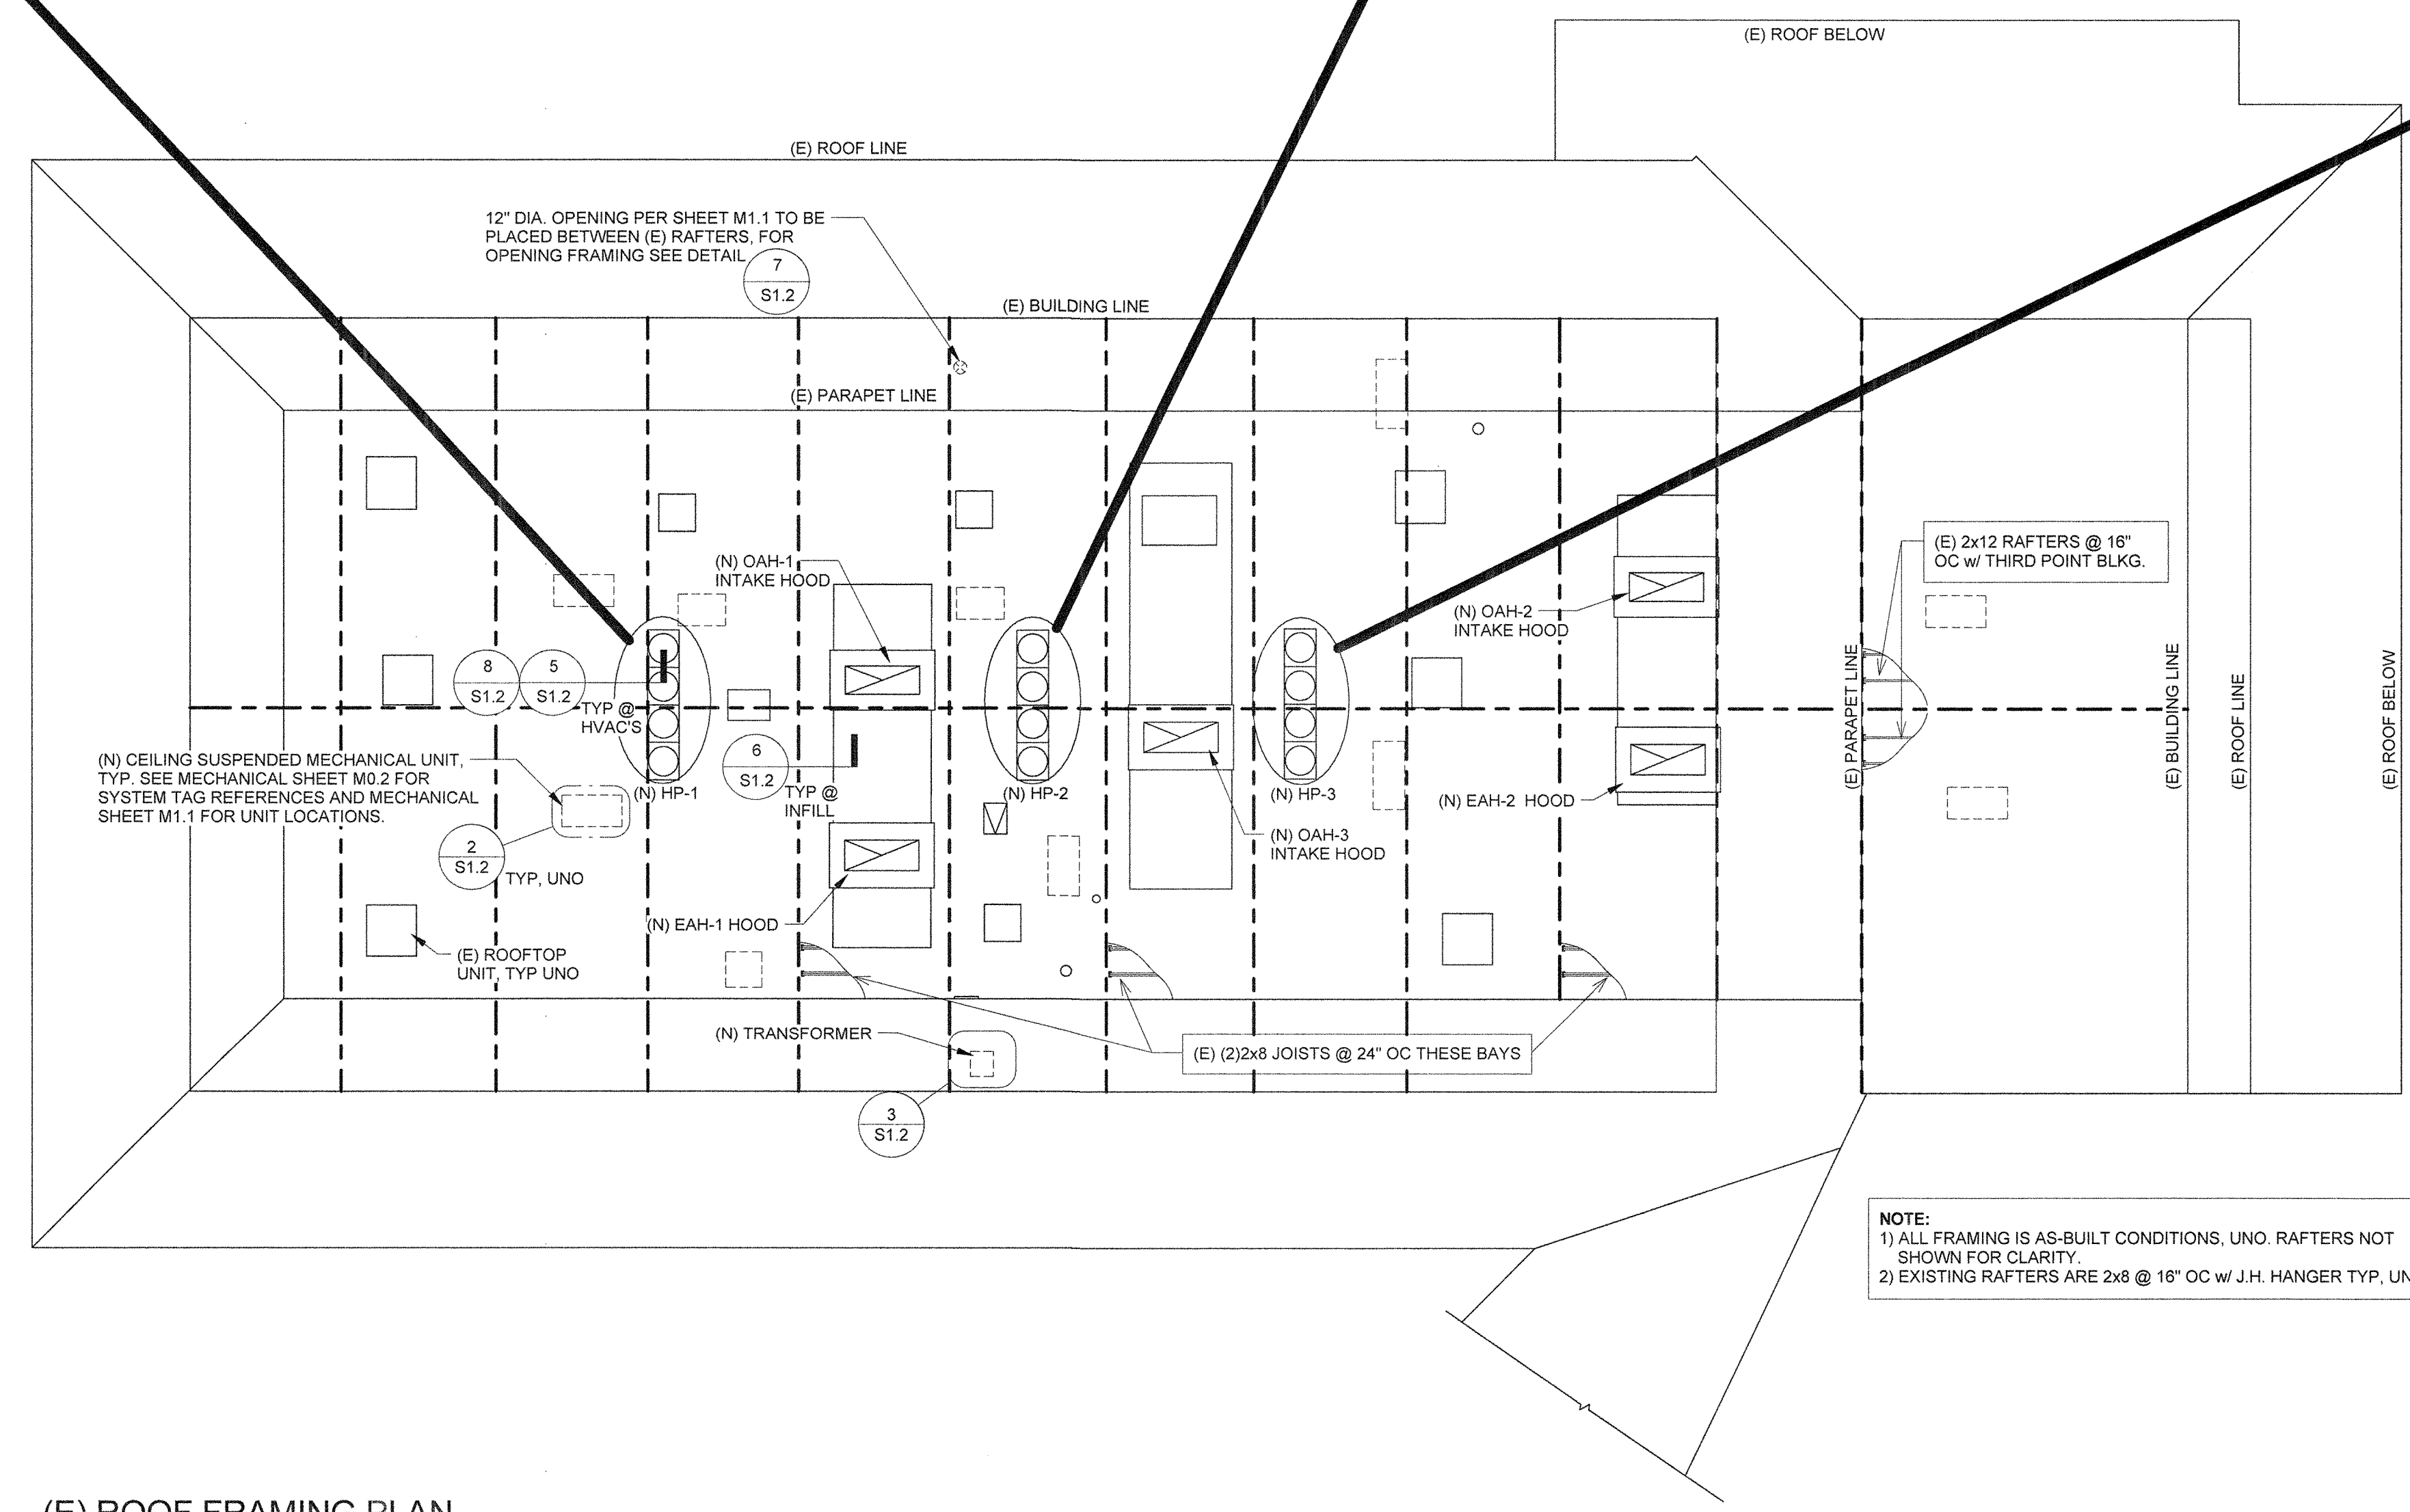 (E) ROOF BELOW
(E) ROOF LINE
12" DIA. OPENING PER SHEET M1.1 TO BE
PLACED BETWEEN (E) RAFTERS, FOR
OPENING FRAMING SEE DETAIL
7
S1.2
(E) BUILDING LINE
(E) PARAPET LINE
(N) OAH-1
INTAKE HOOD
(E) 2x12 RAFTERS @ 16"
OC w/ THIRD POINT BLKG.
(N) OAH-2
INTAKE HOOD
8
S1.2
5
S1.2
TYP @
HVAC'S
(E) PARAPET LINE
(E) BUILDING LINE
(E) ROOF LINE
(E) ROOF BELOW
6
S1.2
TYP @
INFILL
(N) CEILING SUSPENDED MECHANICAL UNIT,
TYP. SEE MECHANICAL SHEET M0.2 FOR
SYSTEM TAG REFERENCES AND MECHANICAL
SHEET M1.1 FOR UNIT LOCATIONS.
(N) HP-1
(N) HP-2
(N) HP-3
(N) EAH-2 HOOD
(N) OAH-3
INTAKE HOOD
2
S1.2
TYP, UNO
(N) EAH-1 HOOD
(E) ROOFTOP
UNIT, TYP UNO
(N) TRANSFORMER
(E) (2)2x8 JOISTS @ 24" OC THESE BAYS
3
S1.2
NOTE:
1) ALL FRAMING IS AS-BUILT CONDITIONS, UNO. RAFTERS NOT
SHOWN FOR CLARITY.
2) EXISTING RAFTERS ARE 2x8 @ 16" OC w/ J.H. HANGER TYP, UN
(E) ROOF FRAMING PLAN